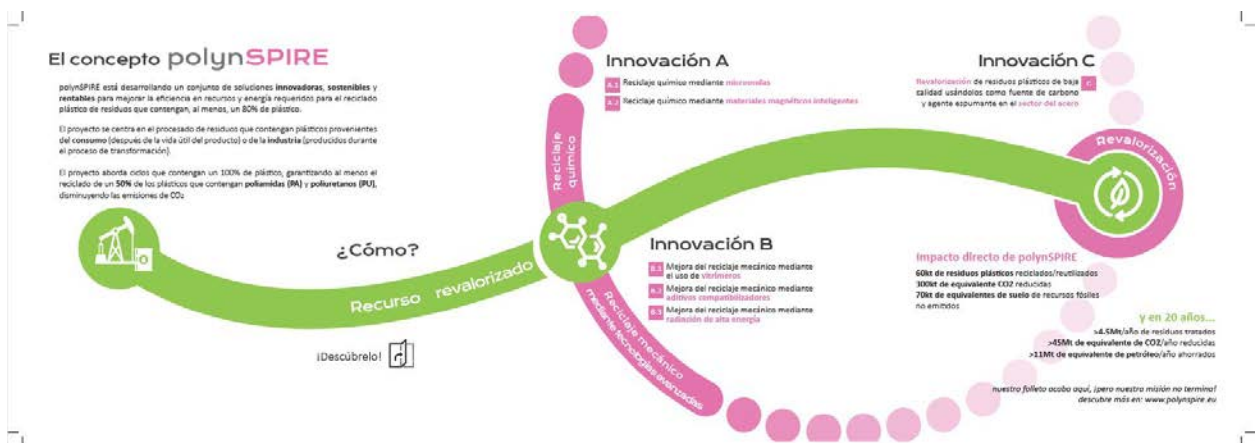 El concepto polynSPIRE
polynSPIRE está desarrollando un conjunto de soluciones innovadoras, sostenibles y
rentables para mejorar la eficiencia en recursos y energía requeridos para el reciclado
plástico de residuos que contengan, al menos, un 80% de plástico.
El proyecto se centra en el procesado de residuos que contengan plásticos provenientes
del consumo (después de la vida útil del producto) o de la industria (producidos durante
el proceso de transformación).
El proyecto aborda ciclos que contengan un 100% de plástico, garantizando al menos el
reciclado de un 50% de los plásticos que contengan poliamidas (PA) y poliuretanos (PU),
disminuyendo las emisiones de CO₂
¿Cómo?
Recurso revalorizado
¡Descúbrelo!
Reciclaje
químico
Innovación A
A.1 Reciclaje químico mediante microondas
A.2 Reciclaje químico mediante materiales magnéticos inteligentes
Innovación B
B.1 Mejora del reciclaje mecánico mediante
el uso de vitrímeros
B.2 Mejora del reciclaje mecánico mediante
aditivos compatibilizadores
B.3 Mejora del reciclaje mecánico mediante
radiación de alta energía
Reciclaje mecánico
mediante tecnologías avanzadas
Innovación C
Revalorización de residuos plásticos de baja C
calidad usándolos como fuente de carbono
y agente espumante en el sector del acero
Revalorización
Impacto directo de polynSPIRE
60kt de residuos plásticos reciclados/reutilizados
300kt de equivalente CO2 reducidas
70kt de equivalentes de suelo de recursos fósiles
no emitidos
y en 20 años...
>4.5Mt/año de residuos tratados
>45Mt de equivalente de CO2/año reducidas
>11Mt de equivalente de petróleo/año ahorrados
nuestro folleto acaba aquí, ¡pero nuestra misión no termina!
descubre más en: www.polynspire.eu